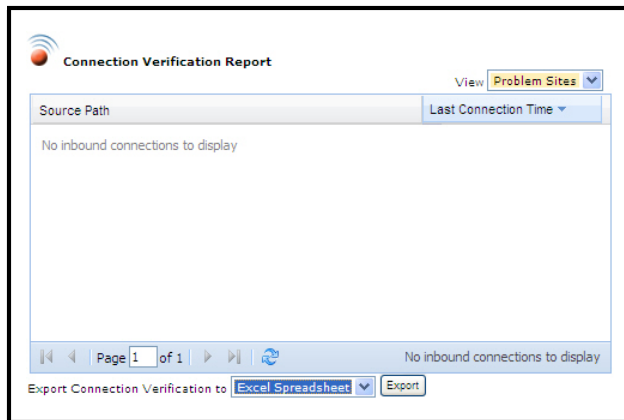 Connection Verification Report
View Problem Sites
Source Path Last Connection Time
No inbound connections to display
Page 1 of 1 No inbound connections to display
Export Connection Verification to Excel Spreadsheet Export